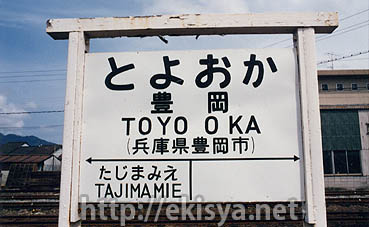 とよおか
豊岡
TOYO O KA
(兵庫県豊岡市)
たじまみえ
TAJIMAMIE
http://ekisya.net